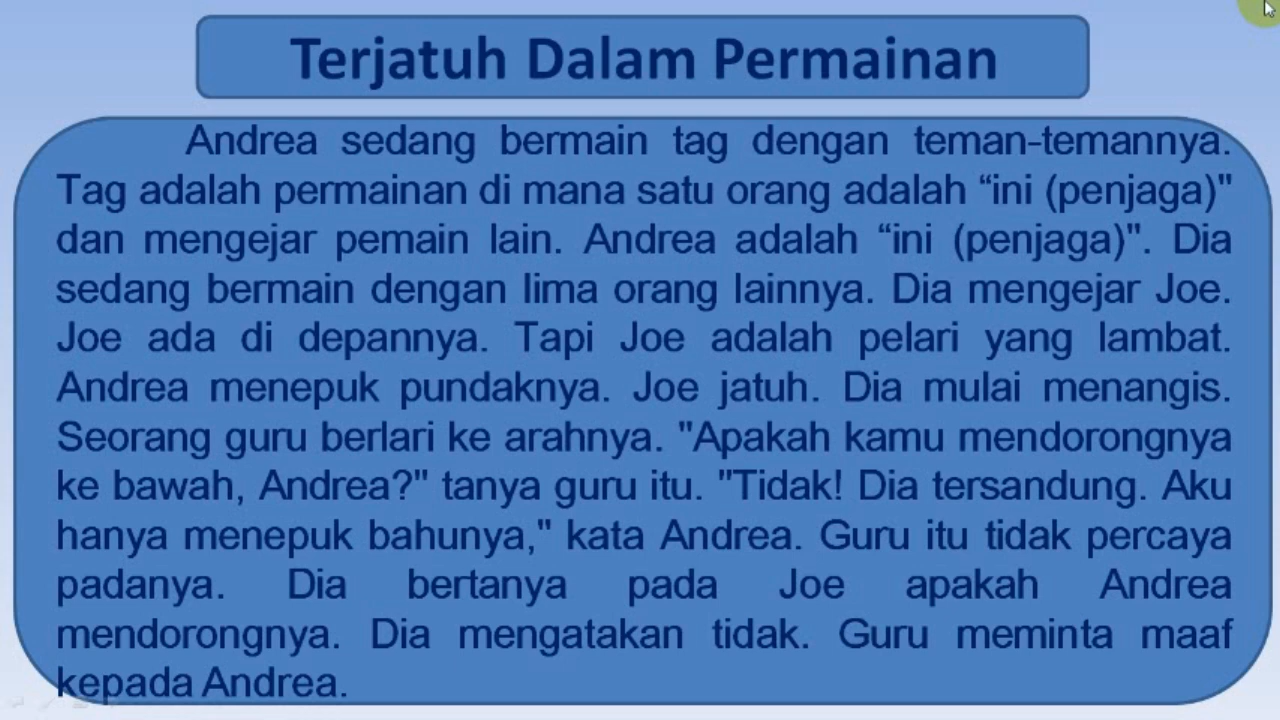 Terjatuh Dalam Permainan
Andrea sedang bermain tag dengan teman-temannya.
Tag adalah permainan di mana satu orang adalah “ini (penjaga)"
dan mengejar pemain lain. Andrea adalah “ini (penjaga)". Dia
sedang bermain dengan lima orang lainnya. Dia mengejar Joe.
Joe ada di depannya. Tapi Joe adalah pelari yang lambat.
Andrea menepuk pundaknya. Joe jatuh. Dia mulai menangis.
Seorang guru berlari ke arahnya. "Apakah kamu mendorongnya
ke bawah, Andrea?" tanya guru itu. "Tidak! Dia tersandung. Aku
hanya menepuk bahunya," kata Andrea. Guru itu tidak percaya
padanya. Dia bertanya pada Joe apakah Andrea
mendorongnya. Dia mengatakan tidak. Guru meminta maaf
kepada Andrea.